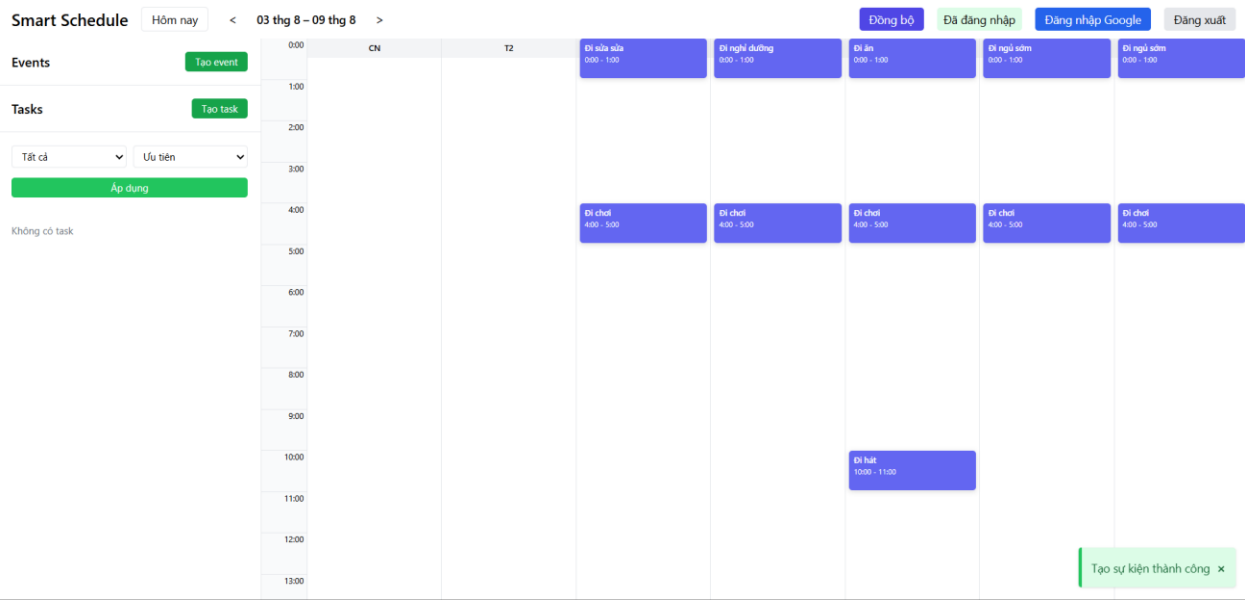 Smart Schedule Hôm nay < 03 thg 8 – 09 thg 8 > Đồng bộ Đã đăng nhập Đăng nhập Google Đăng xuất
Events Tạo event
Tasks Tạo task
Tất cả Ưu tiên
Áp dụng
Không có task
CN T2
0:00
1:00
2:00
3:00
4:00
5:00
6:00
7:00
8:00
9:00
10:00
11:00
12:00
13:00
Đi sửa sửa
0:00 - 1:00
Đi nghỉ dưỡng
0:00 - 1:00
Đi ăn
0:00 - 1:00
Đi ngủ sớm
0:00 - 1:00
Đi ngủ sớm
0:00 - 1:00
Đi chơi
4:00 - 5:00
Đi chơi
4:00 - 5:00
Đi chơi
4:00 - 5:00
Đi chơi
4:00 - 5:00
Đi chơi
4:00 - 5:00
Đi hát
10:00 - 11:00
Tạo sự kiện thành công ×